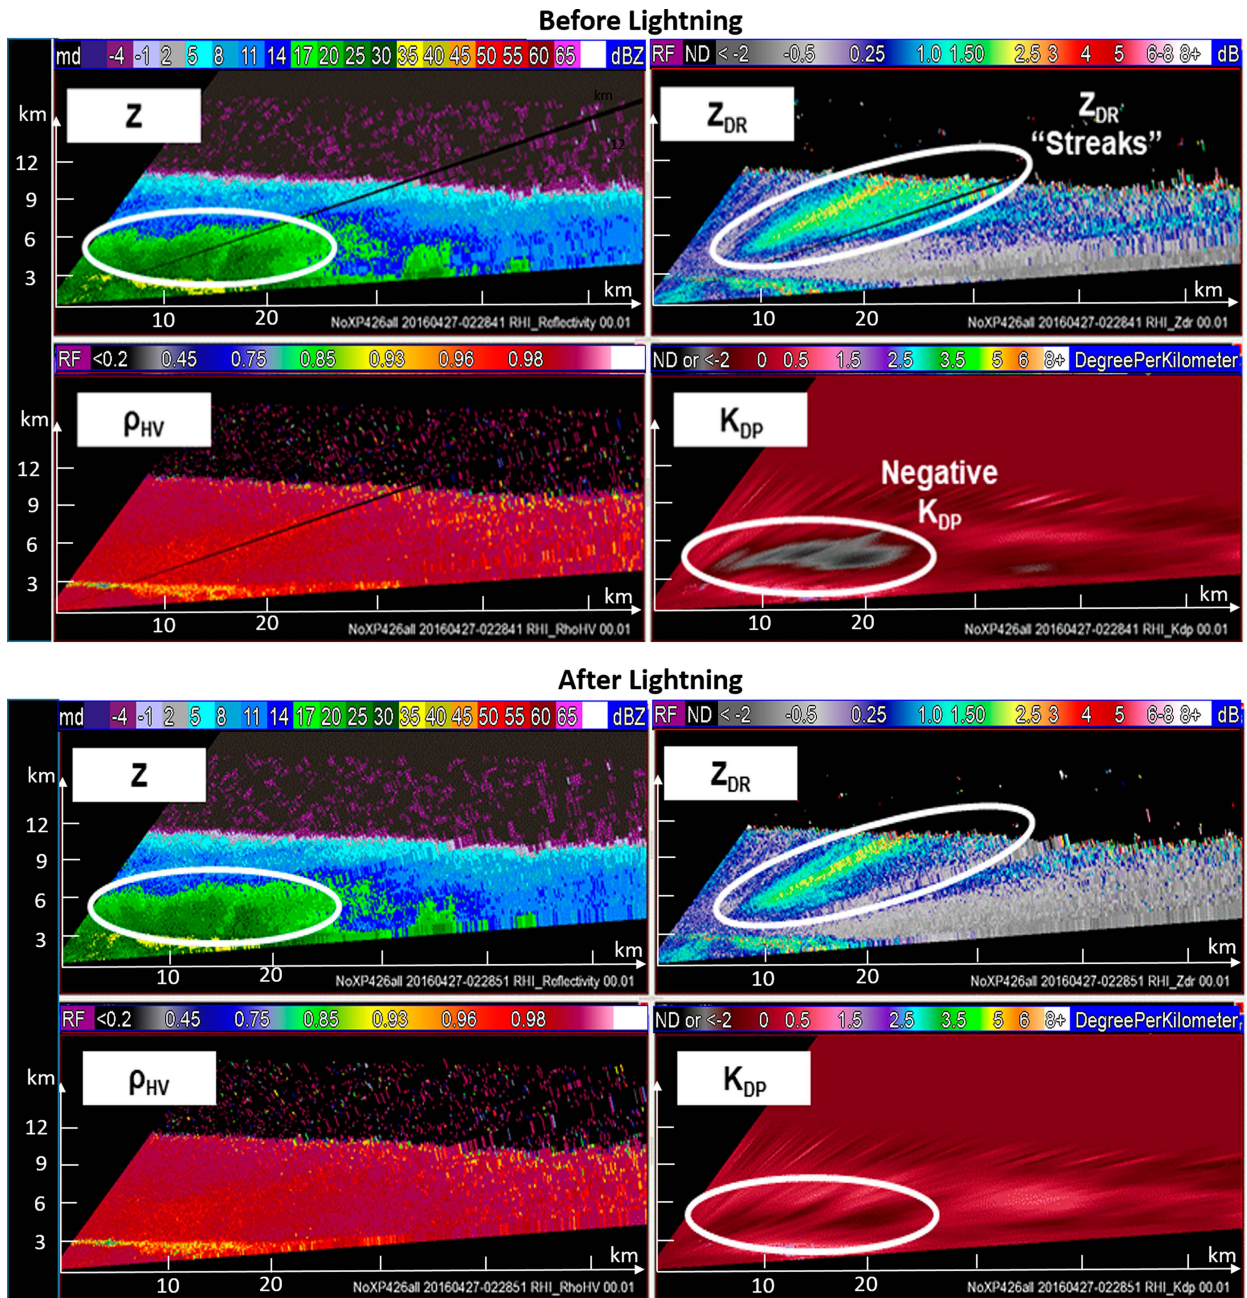 Before Lightning
md -4 -1 2 5 8 11 14 17 20 25 30 35 40 45 50 55 60 65 dBZ
RF ND < -2 -0.5 0.25 1.0 1.50 2.5 3 4 5 6-8 8+ dB
km
Z
km
12
9
6
3
10 20
km
NoXP426all 20160427-022841 RHI_Reflectivity 00.01
ZDR
ZDR
"Streaks"
km
10 20
NoXP426all 20160427-022841 RHI_Zdr 00.01
RF <0.2 0.45 0.75 0.85 0.93 0.96 0.98
ND or <-2 0 0.5 1.5 2.5 3.5 5 6 8+ DegreePerKilometer
km
ρHV
12
9
6
3
10 20
km
NoXP426all 20160427-022841 RHI_RhoHV 00.01
KDP
Negative
KDP
km
10 20
NoXP426all 20160427-022841 RHI_Kdp 00.01
After Lightning
md -4 -1 2 5 8 11 14 17 20 25 30 35 40 45 50 55 60 65 dBZ
RF ND < -2 -0.5 0.25 1.0 1.50 2.5 3 4 5 6-8 8+ dB
km
Z
12
9
6
3
10 20
km
NoXP426all 20160427-022851 RHI_Reflectivity 00.01
ZDR
km
10 20
NoXP426all 20160427-022851 RHI_Zdr 00.01
RF <0.2 0.45 0.75 0.85 0.93 0.96 0.98
ND or <-2 0 0.5 1.5 2.5 3.5 5 6 8+ DegreePerKilometer
km
ρHV
12
9
6
3
10 20
km
NoXP426all 20160427-022851 RHI_RhoHV 00.01
KDP
km
10 20
NoXP426all 20160427-022851 RHI_Kdp 00.01